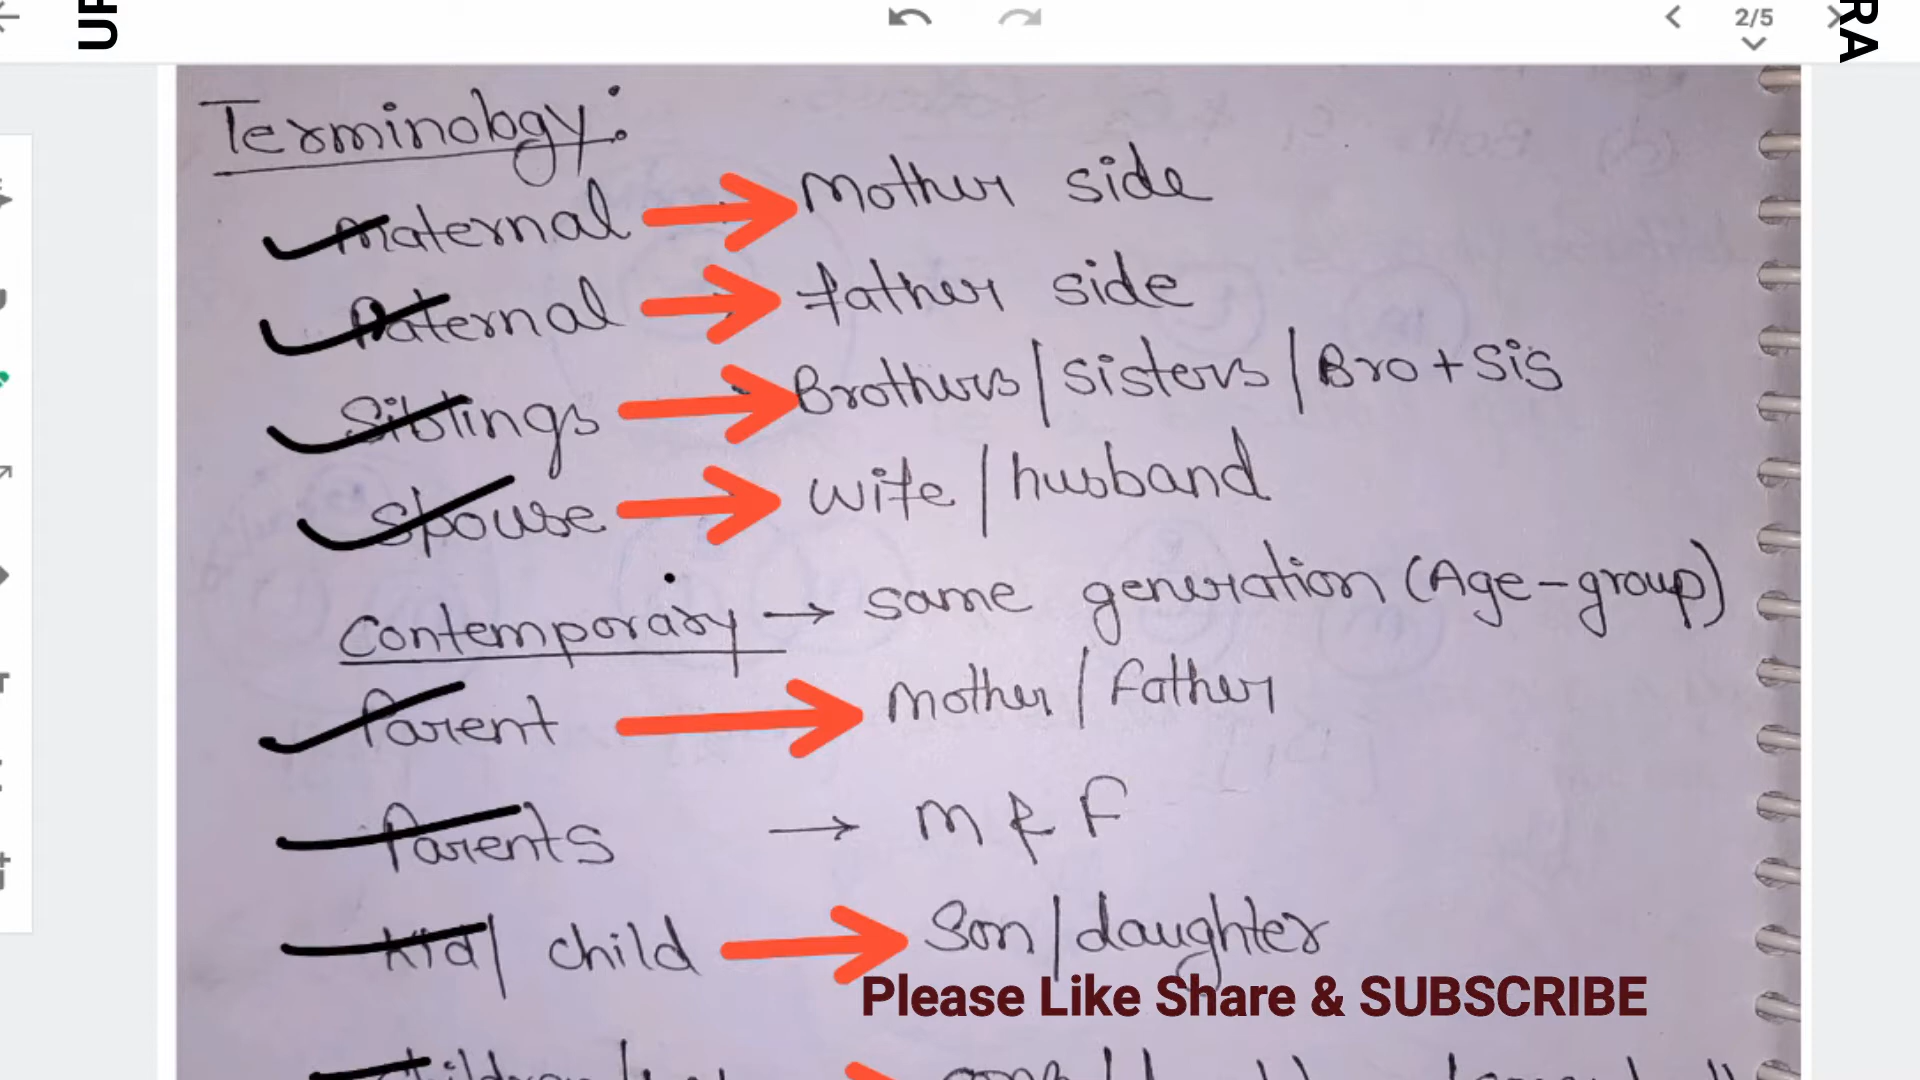 2/5
Terminology:
Maternal → Mother side
Paternal → father side
Siblings → Brothers/sisters/Bro+sis
Spouse → wife/husband
Contemporary → same generation (Age-group)
Parent → Mother/Father
Parents → M & F
Kid/child → Son/daughter
Please Like Share & SUBSCRIBE